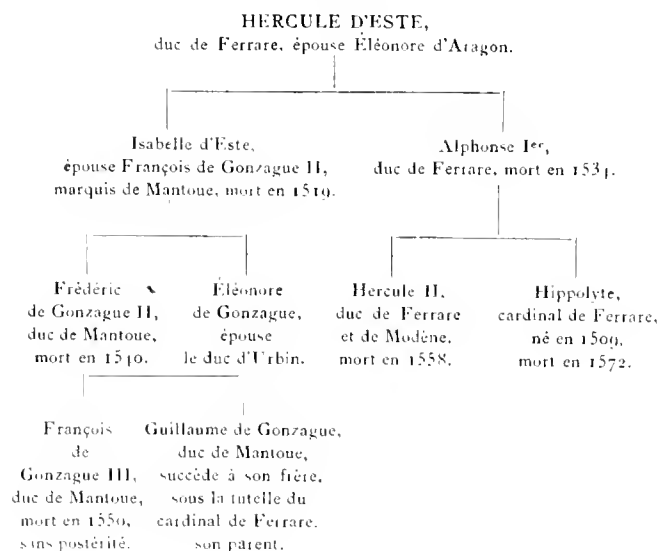 HERCULE D'ESTE,
duc de Ferrare, épouse Éléonore d'Aragon.
Isabelle d'Este,
épouse François de Gonzague II,
marquis de Mantoue, mort en 1519.
Alphonse Iᵉʳ,
duc de Ferrare, mort en 1534.
Frédéric
de Gonzague II,
duc de Mantoue,
mort en 1540.
Éléonore
de Gonzague,
épouse
le duc d'Urbin.
Hercule II,
duc de Ferrare
et de Modène,
mort en 1558.
Hippolyte,
cardinal de Ferrare,
né en 1509,
mort en 1572.
François
de
Gonzague III,
duc de Mantoue,
mort en 1550,
sans postérité.
Guillaume de Gonzague,
duc de Mantoue,
succède à son frère,
sous la tutelle du
cardinal de Ferrare,
son parent.